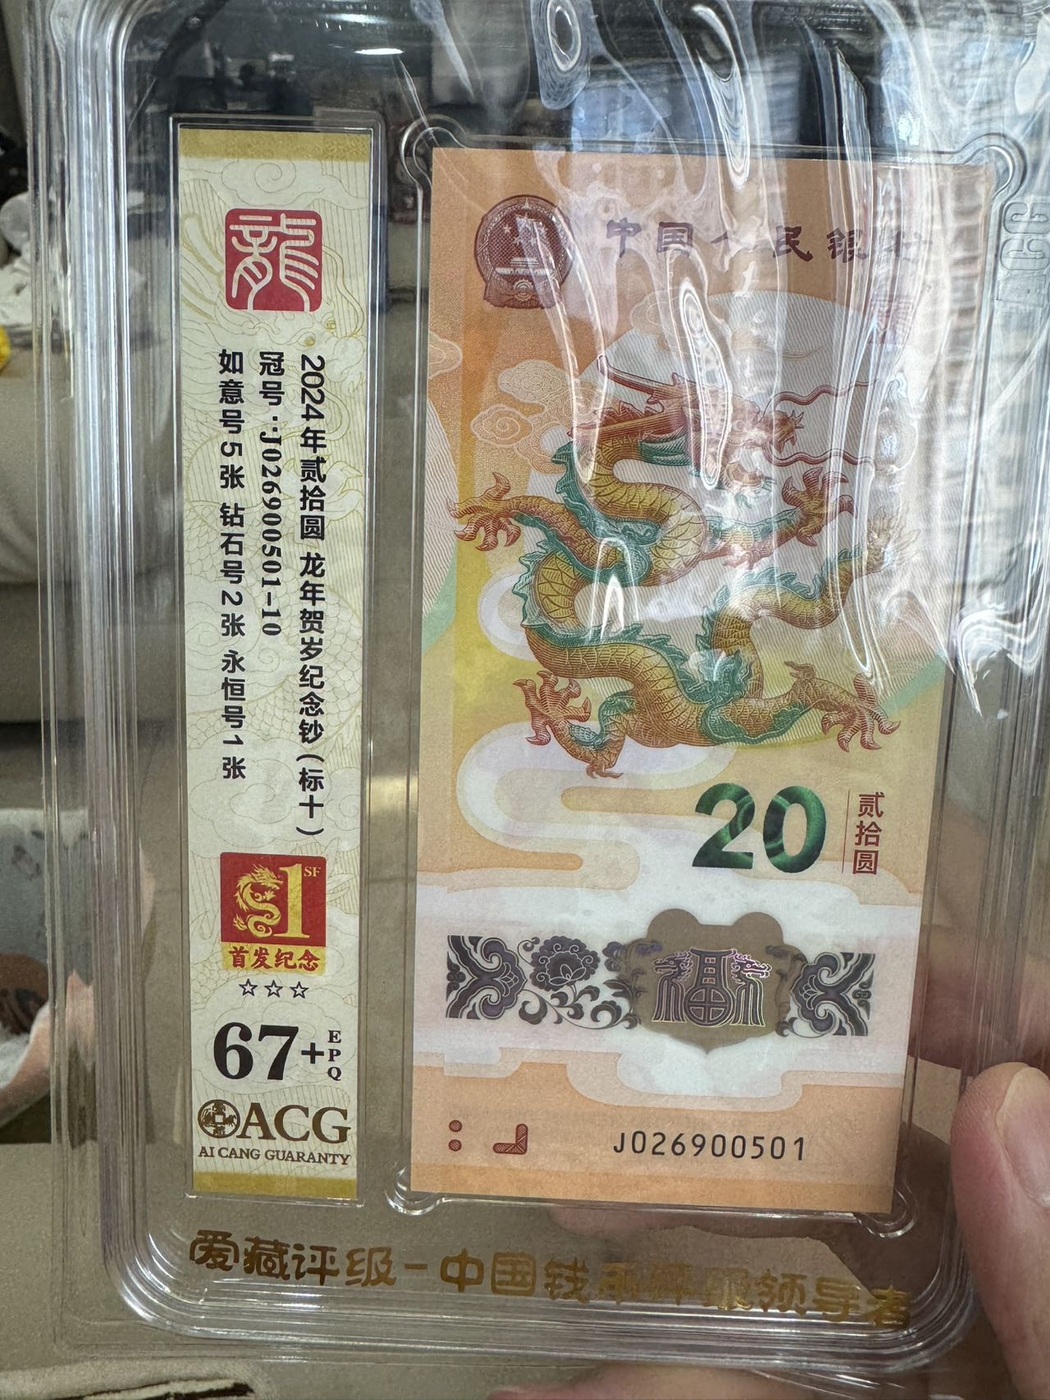 龍
2024年贰拾圆 龙年贺岁纪念钞(标十)
冠号:J026900501-10
如意号5张 钻石号2张 永恒号1张
1 SF
首发纪念
☆☆☆
67+ EPQ
ACG
AI CANG GUARANTY
中国人民银行
20
贰拾圆
福
J026900501
爱藏评级-中国钱币评级领导者